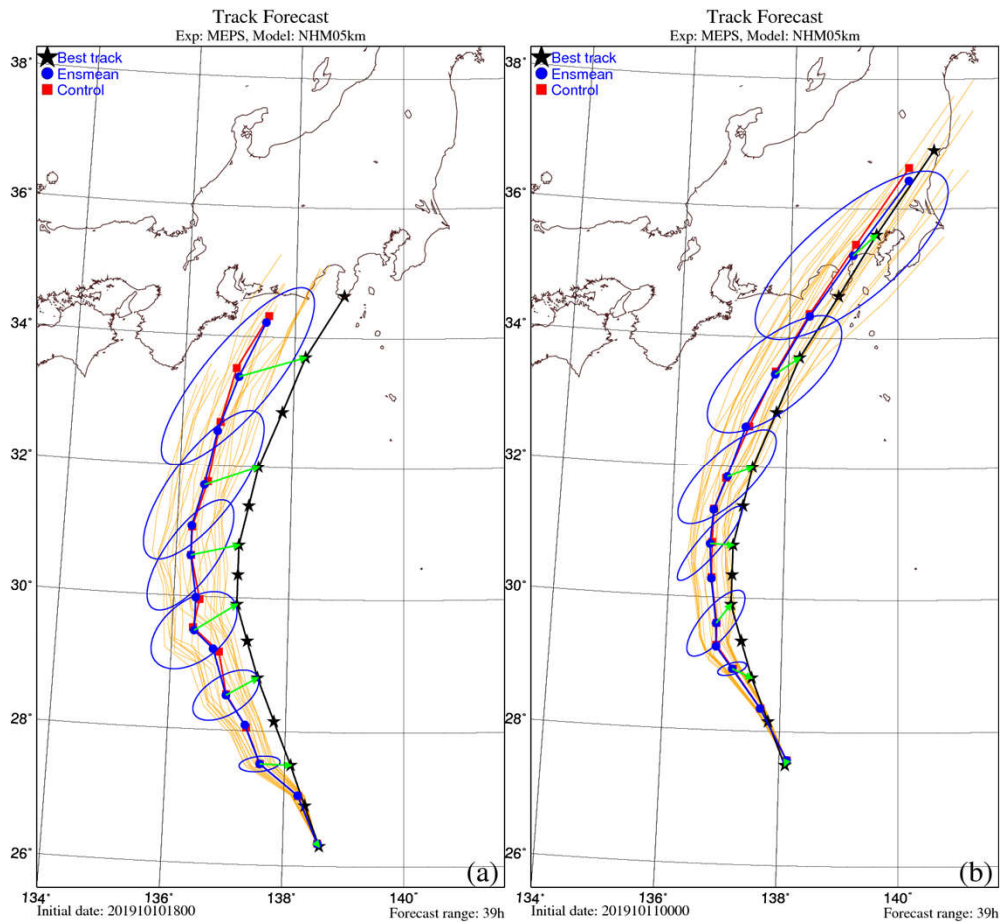 Track Forecast
Exp: MEPS, Model: NHM05km
38°
Best track
Ensmean
Control
36°
34°
32°
30°
28°
26°
134°
136°
138°
140°
(a)
Initial date: 201910101800
Forecast range: 39h
Track Forecast
Exp: MEPS, Model: NHM05km
38°
Best track
Ensmean
Control
36°
34°
32°
30°
28°
26°
134°
136°
138°
140°
(b)
Initial date: 201910110000
Forecast range: 39h